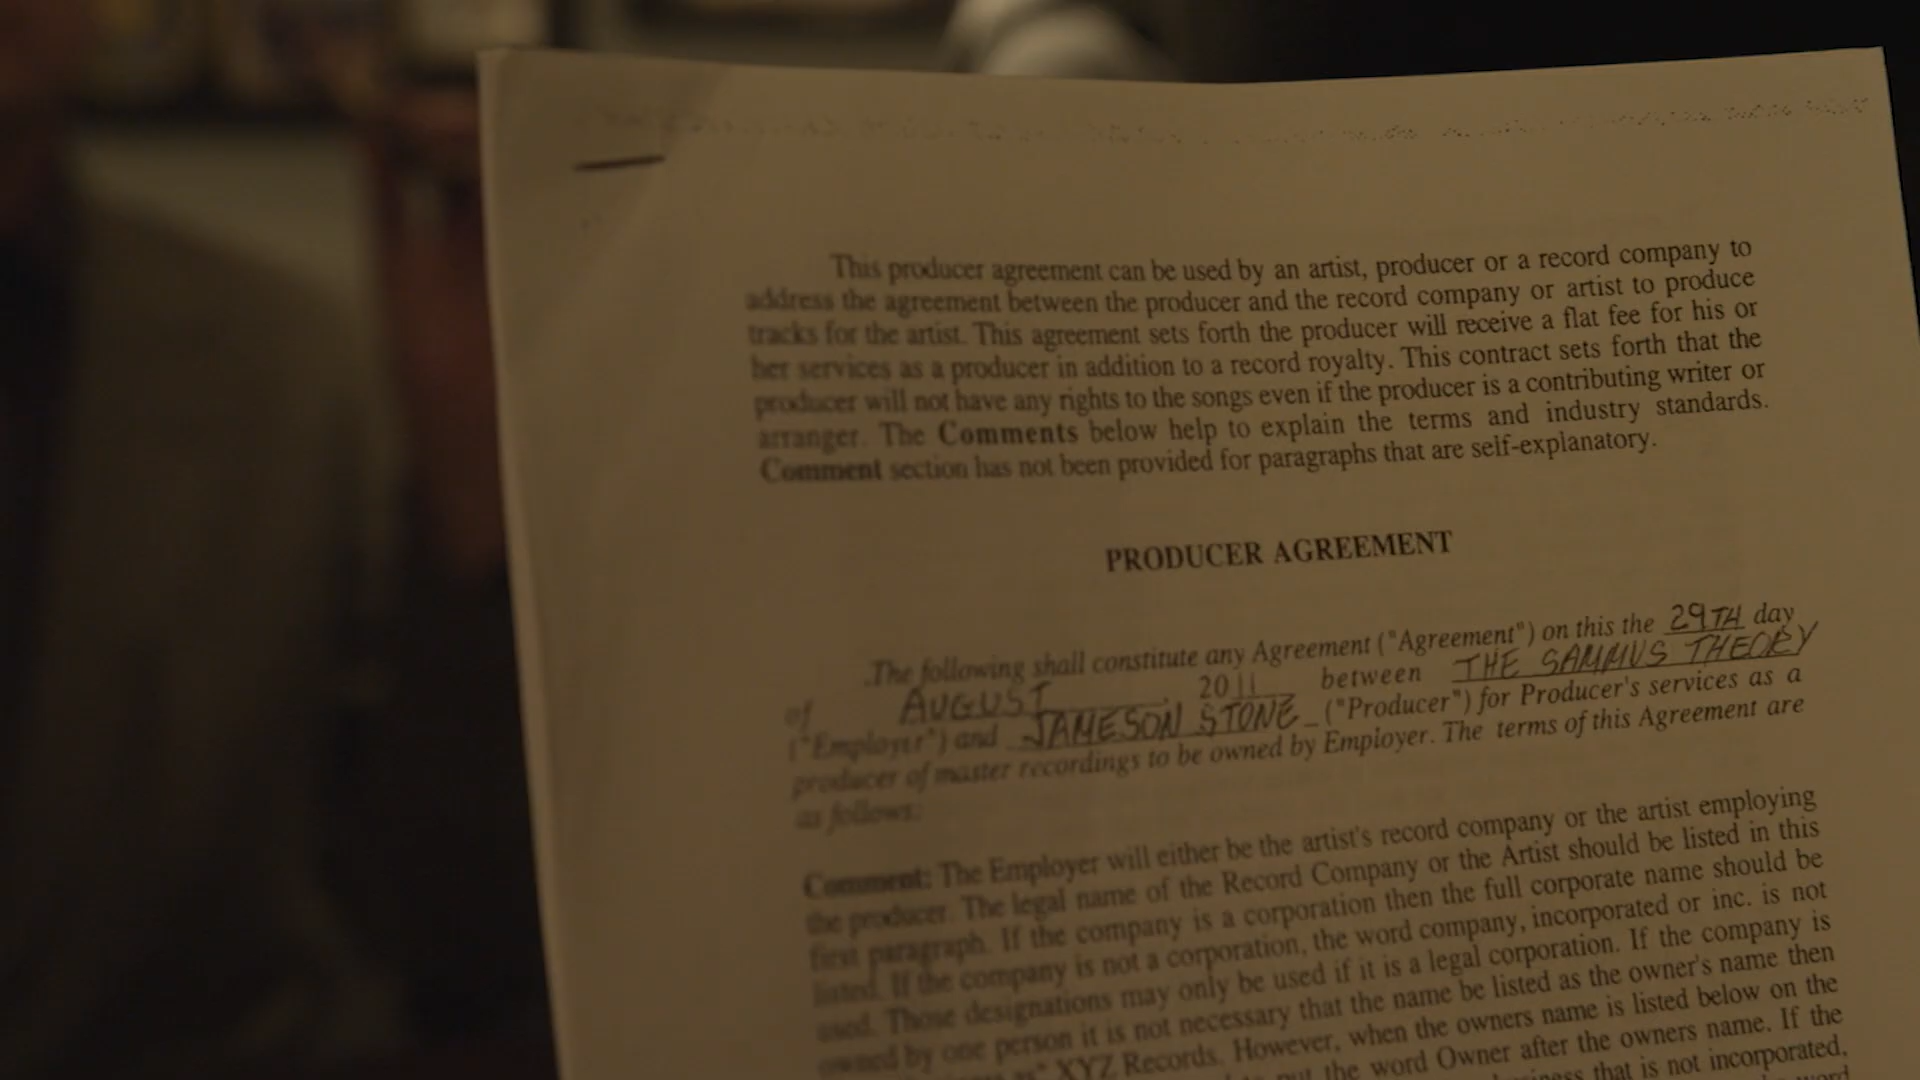 This producer agreement can be used by an artist, producer or a record company to
address the agreement between the producer and the record company or artist to produce
tracks for the artist. This agreement sets forth the producer will receive a flat fee for his or
her services as a producer in addition to a record royalty. This contract sets forth that the
producer will not have any rights to the songs even if the producer is a contributing writer or
arranger. The Comments below help to explain the terms and industry standards.
Comment section has not been provided for paragraphs that are self-explanatory.
PRODUCER AGREEMENT
The following shall constitute any Agreement ("Agreement") on this the 29TH day
of AUGUST, 2011 between THE SAMMUS THEORY
("Employer") and JAMESON STONE ("Producer") for Producer's services as a
producer of master recordings to be owned by Employer. The terms of this Agreement are
as follows:
Comment: The Employer will either be the artist's record company or the artist employing
the producer. The legal name of the Record Company or the Artist should be listed in this
first paragraph. If the company is a corporation then the full corporate name should be
listed. If the company is not a corporation, the word company, incorporated or inc. is not
used. Those designations may only be used if it is a legal corporation. If the company is
owned by one person it is not necessary that the name be listed as the owner's name then
as" XYZ Records. However, when the owners name is listed below on the
put the word Owner after the owners name. If the
that is not incorporated,
word